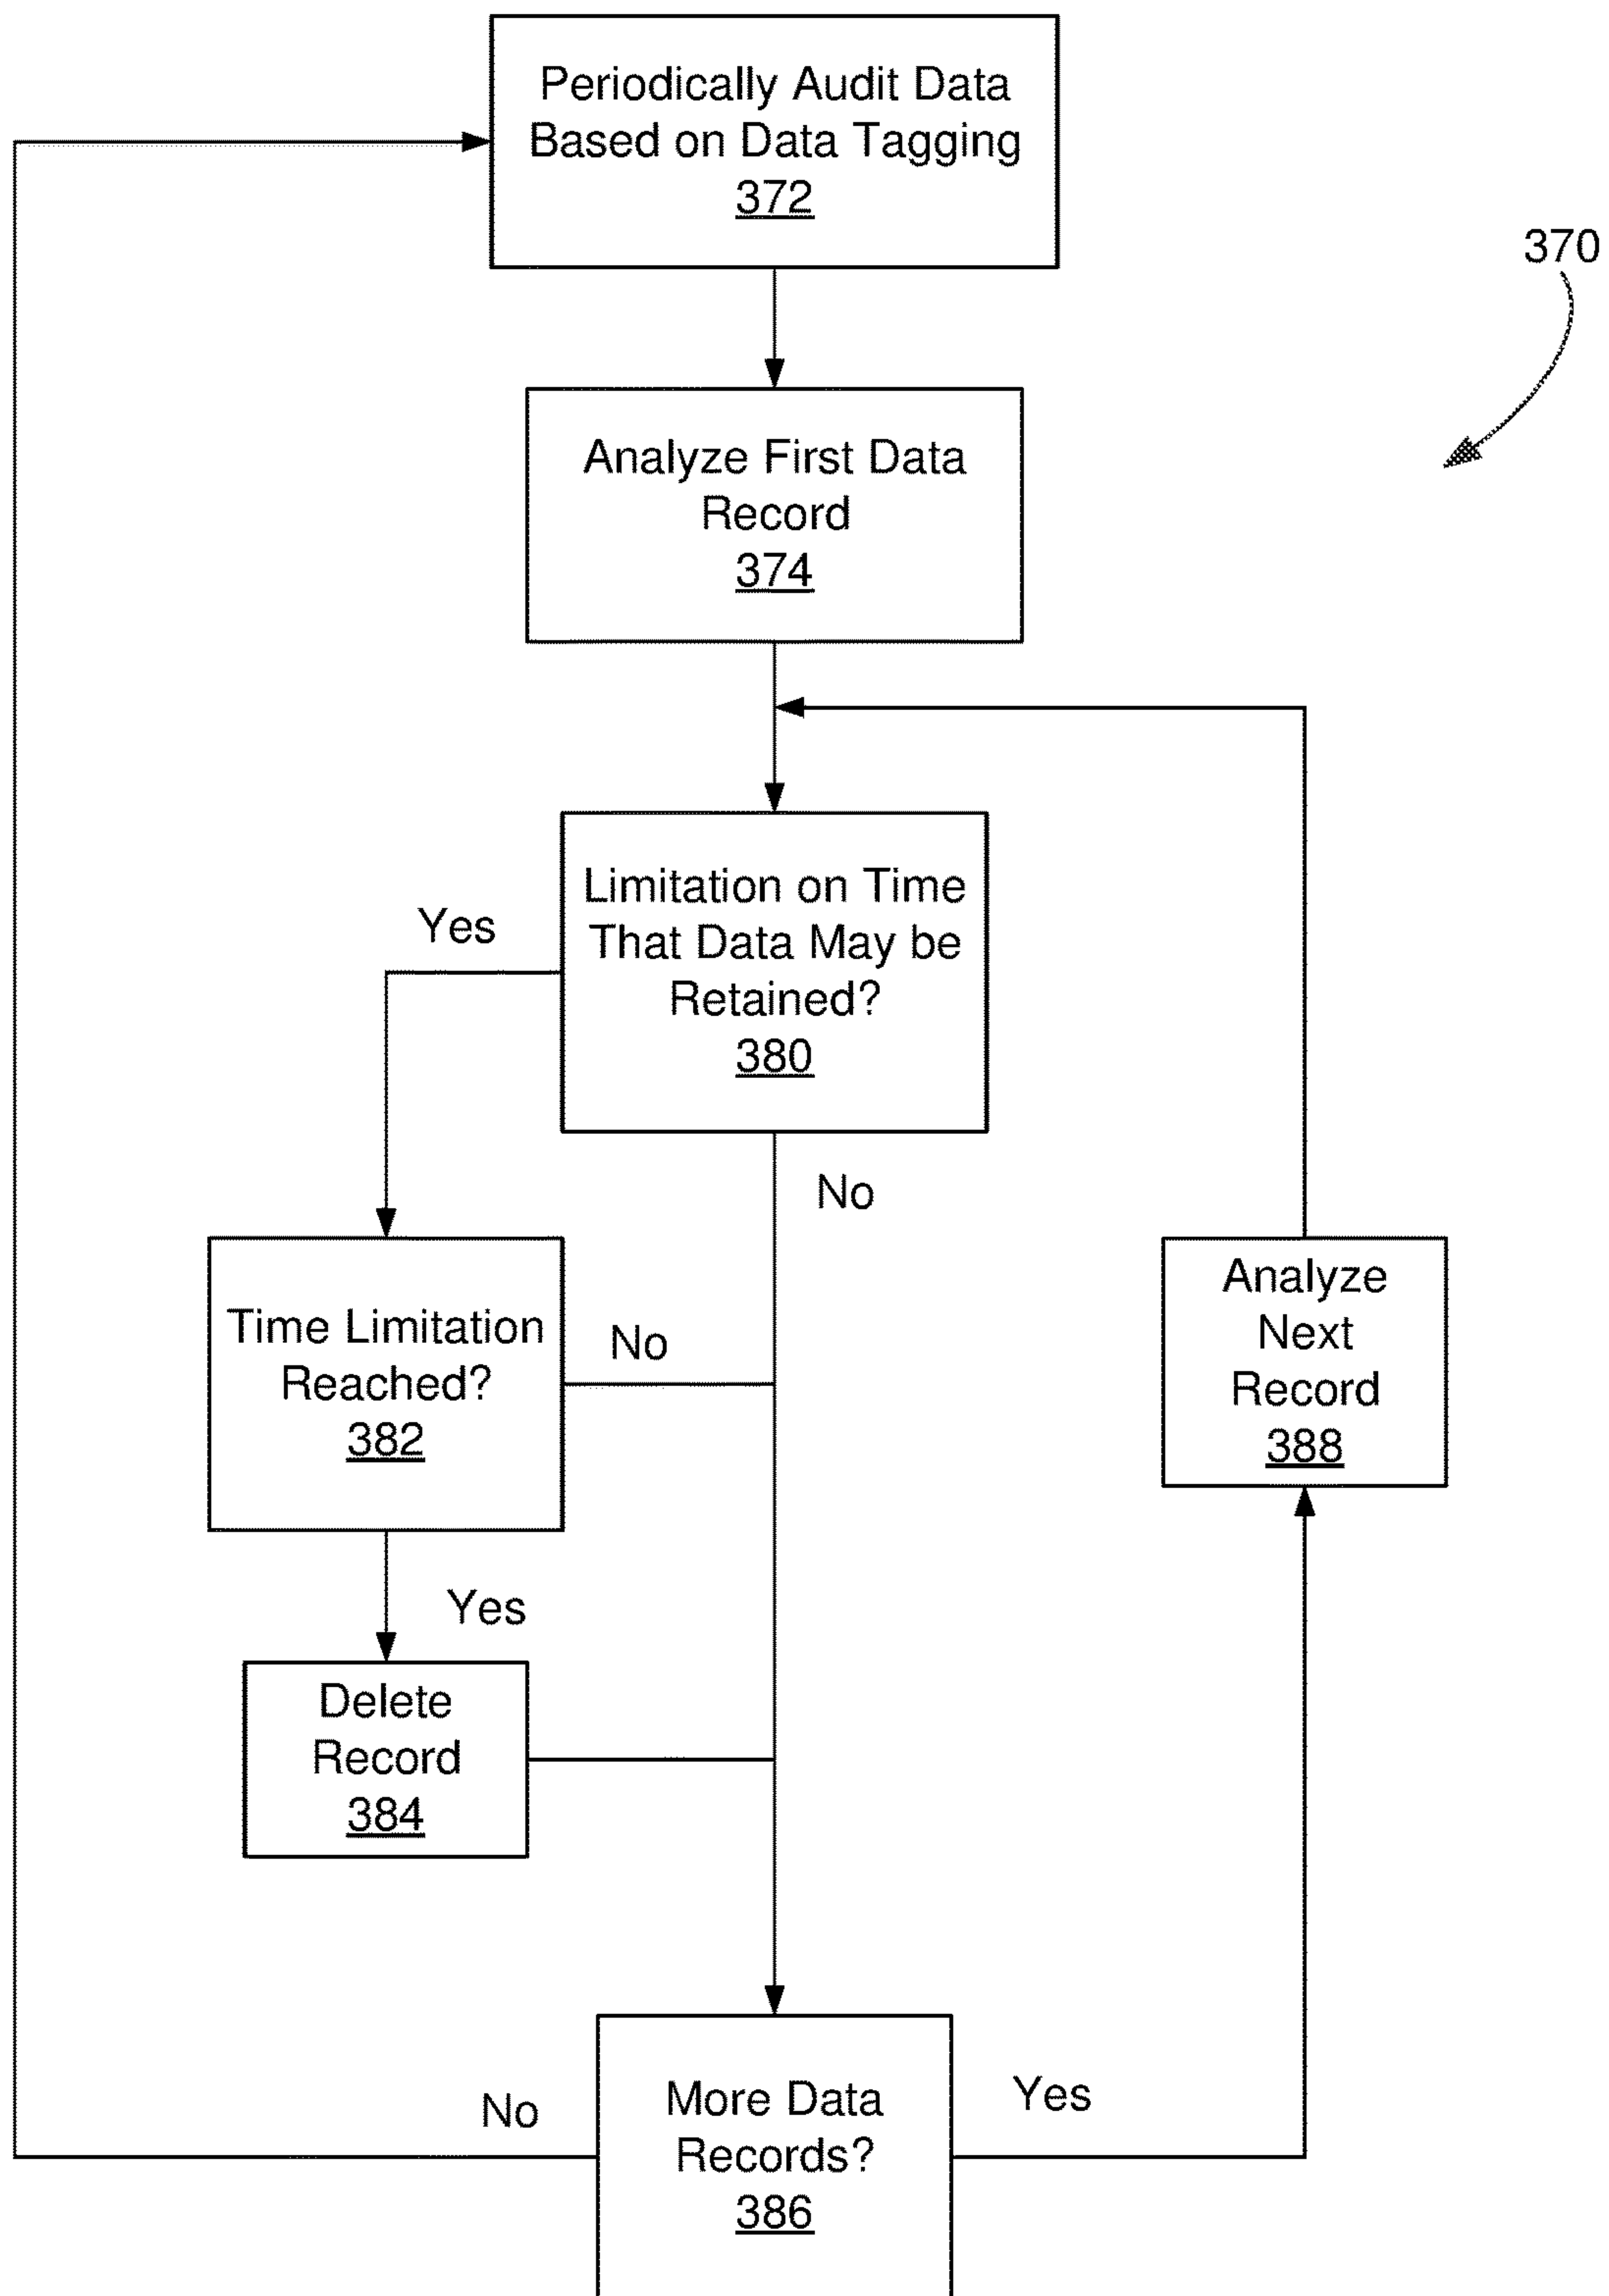 Periodically Audit Data
Based on Data Tagging
372
370
Analyze First Data
Record
374
Limitation on Time
That Data May be
Retained?
380
Yes
No
Time Limitation
Reached?
382
No
Analyze
Next
Record
388
Yes
Delete
Record
384
No
More Data
Records?
386
Yes